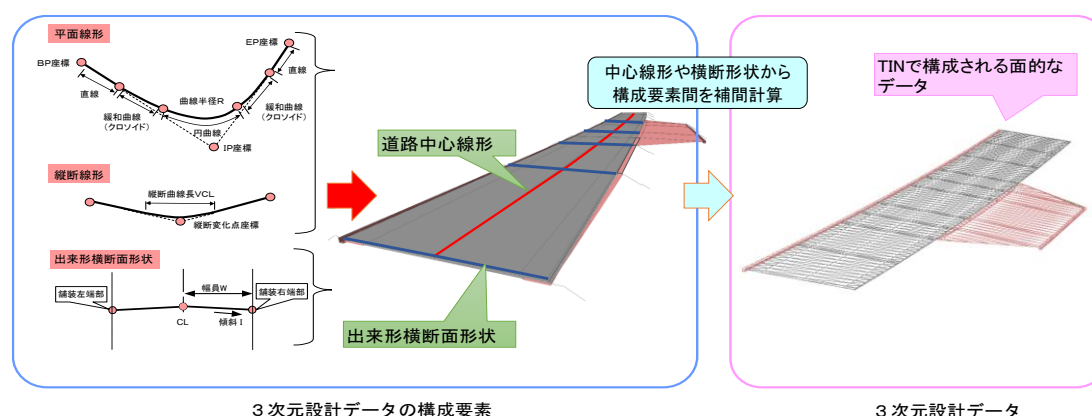 平面線形
BP座標
EP座標
直線
直線
曲線半径R
緩和曲線
(クロソイド)
緩和曲線
(クロソイド)
円曲線
IP座標
縦断線形
縦断曲線長VCL
縦断変化点座標
出来形横断面形状
幅員W
舗装左端部
舗装右端部
CL
傾斜 I
道路中心線形
出来形横断面形状
中心線形や横断形状から
構成要素間を補間計算
TINで構成される面的な
データ
3次元設計データの構成要素
3次元設計データ